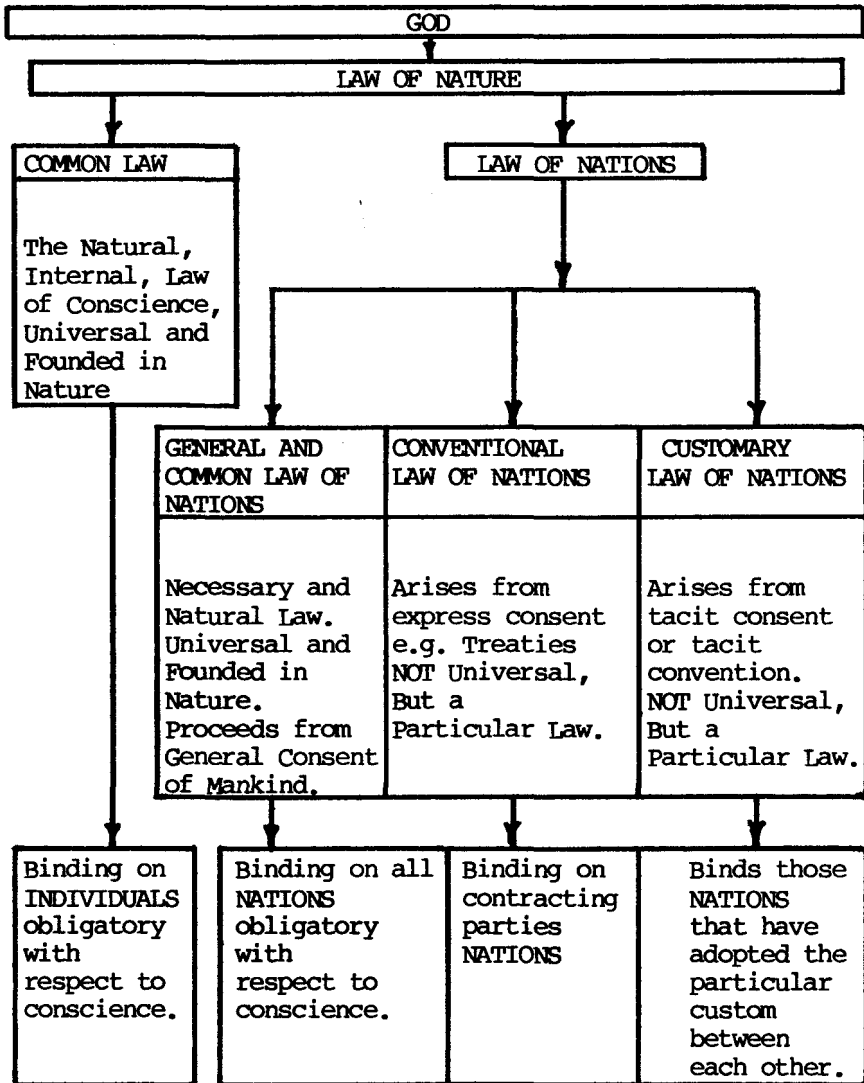 GOD
LAW OF NATURE
COMMON LAW
The Natural,
Internal, Law
of Conscience,
Universal and
Founded in
Nature
LAW OF NATIONS
GENERAL AND
COMMON LAW OF
NATIONS
Necessary and
Natural Law.
Universal and
Founded in
Nature.
Proceeds from
General Consent
of Mankind.
CONVENTIONAL
LAW OF NATIONS
Arises from
express consent
e.g. Treaties
NOT Universal,
But a
Particular Law.
CUSTOMARY
LAW OF NATIONS
Arises from
tacit consent
or tacit
convention.
NOT Universal,
But a
Particular Law.
Binding on
INDIVIDUALS
obligatory
with
respect to
conscience.
Binding on all
NATIONS
obligatory
with
respect to
conscience.
Binding on
contracting
parties
NATIONS
Binds those
NATIONS
that have
adopted the
particular
custom
between
each other.